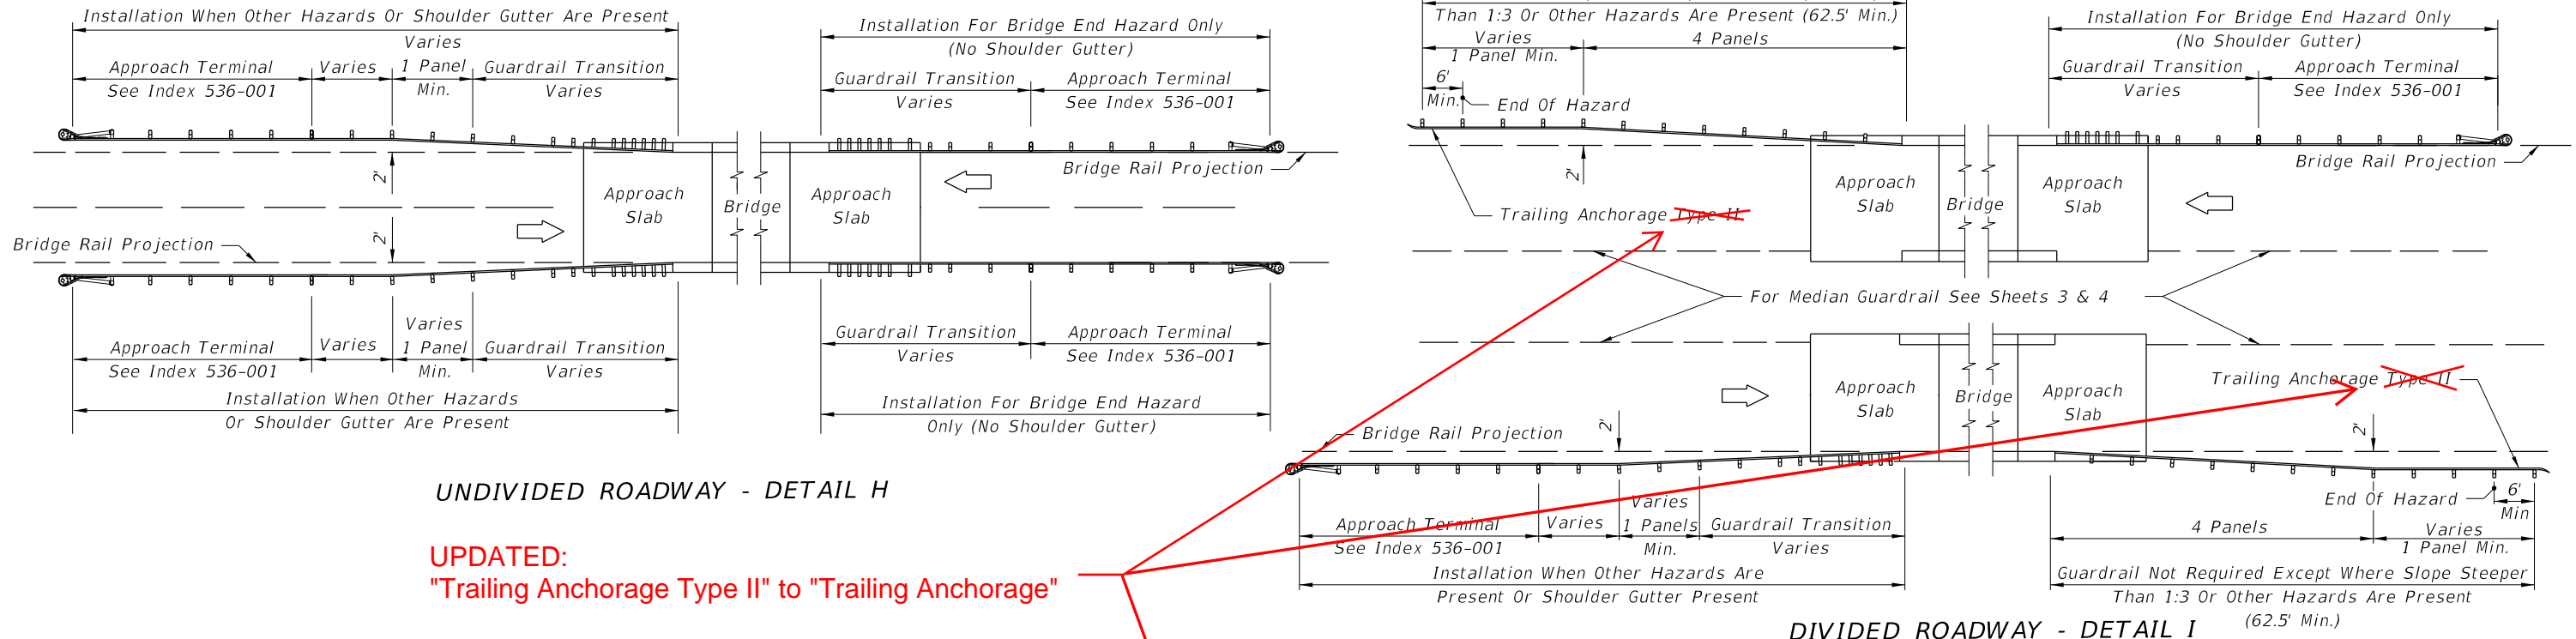 Installation When Other Hazards Or Shoulder Gutter Are Present
Varies
Approach Terminal
Varies
1 Panel
Guardrail Transition
See Index 536-001
Min.
Varies
Installation For Bridge End Hazard Only
(No Shoulder Gutter)
Guardrail Transition
Approach Terminal
Varies
See Index 536-001
Bridge Rail Projection
2'
Approach
Slab
Bridge
Approach
Slab
Bridge Rail Projection
2'
Approach Terminal
Varies
Varies
1 Panel
Guardrail Transition
See Index 536-001
Min.
Varies
Installation When Other Hazards
Or Shoulder Gutter Are Present
Guardrail Transition
Approach Terminal
Varies
See Index 536-001
Installation For Bridge End Hazard
Only (No Shoulder Gutter)
UNDIVIDED ROADWAY - DETAIL H
UPDATED:
"Trailing Anchorage Type II" to "Trailing Anchorage"
Than 1:3 Or Other Hazards Are Present (62.5' Min.)
Varies
4 Panels
1 Panel Min.
6'
Min.
End Of Hazard
Installation For Bridge End Hazard Only
(No Shoulder Gutter)
Guardrail Transition
Approach Terminal
Varies
See Index 536-001
Bridge Rail Projection
2'
Trailing Anchorage Type II
Approach
Slab
Bridge
Approach
Slab
For Median Guardrail See Sheets 3 & 4
Trailing Anchorage Type II
Approach
Slab
Bridge
Approach
Slab
Bridge Rail Projection
2'
2'
End Of Hazard
6'
Min
Approach Terminal
Varies
Varies
1 Panels
Guardrail Transition
See Index 536-001
Min.
Varies
Installation When Other Hazards Are
Present Or Shoulder Gutter Present
4 Panels
Varies
1 Panel Min.
Guardrail Not Required Except Where Slope Steeper
Than 1:3 Or Other Hazards Are Present
(62.5' Min.)
DIVIDED ROADWAY - DETAIL I